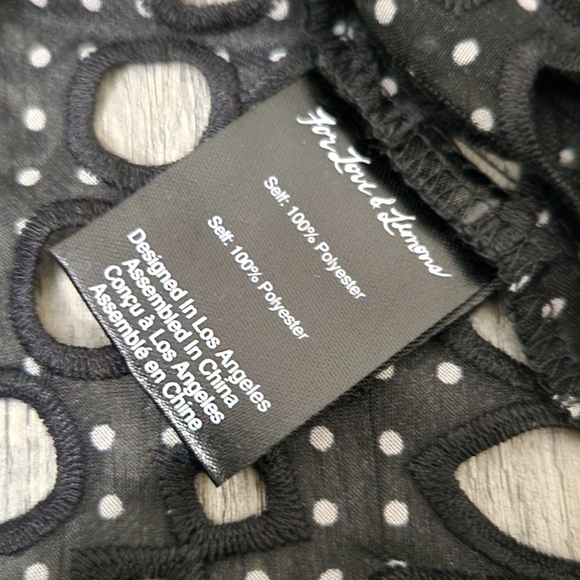 For Love & Lemons
Self: 100% Polyester
Self: 100% Polyester
Designed In Los Angeles
Assembled In China
Conçu à Los Angeles
Assemblé en Chine